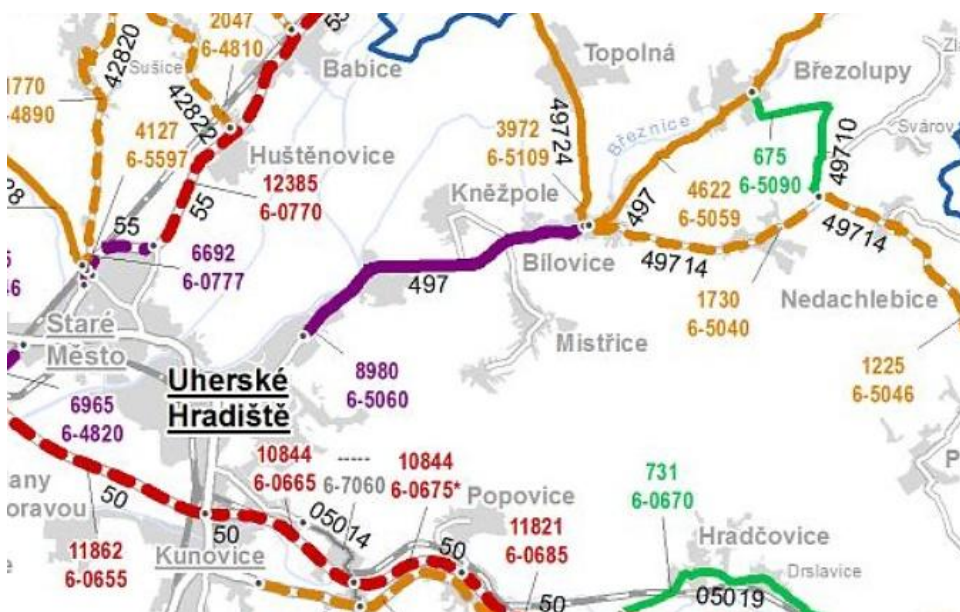 2047
6-4810
55
Babice
Sušice
42820
42822
1770
-4890
4127
6-5597
Huštěnovice
12385
6-0770
55
55
6692
6-0777
Topolná
Březolupy
Březnice
Svárov
3972
6-5109
49724
675
6-5090
49710
4622
6-5059
497
Kněžpole
Bílovice
497
49714
49714
1730
6-5040
Nedachlebice
1225
6-5046
Mistřice
Staré
Město
Uherské
Hradiště
8980
6-5060
6965
6-4820
10844
6-0665
-----
6-7060
10844
6-0675*
Popovice
11821
6-0685
731
6-0670
Hradčovice
Drslavice
05019
50
50
50
50
05014
Kunovice
11862
6-0655